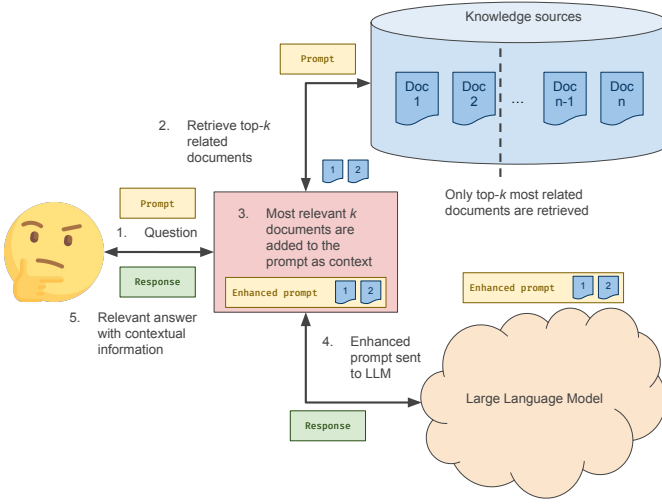 Knowledge sources
Prompt
Doc
1
Doc
2
...
Doc
n-1
Doc
n
2. Retrieve top-k
related
documents
1 2
Only top-k most related
documents are retrieved
Prompt
1. Question
Response
5. Relevant answer
with contextual
information
3. Most relevant k
documents are
added to the
prompt as context
Enhanced prompt 1 2
4. Enhanced
prompt sent
to LLM
Response
Enhanced prompt 1 2
Large Language Model